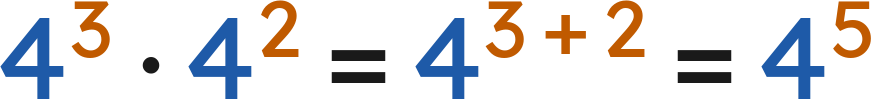 4³ · 4² = 4³ ⁺ ² = 4⁵